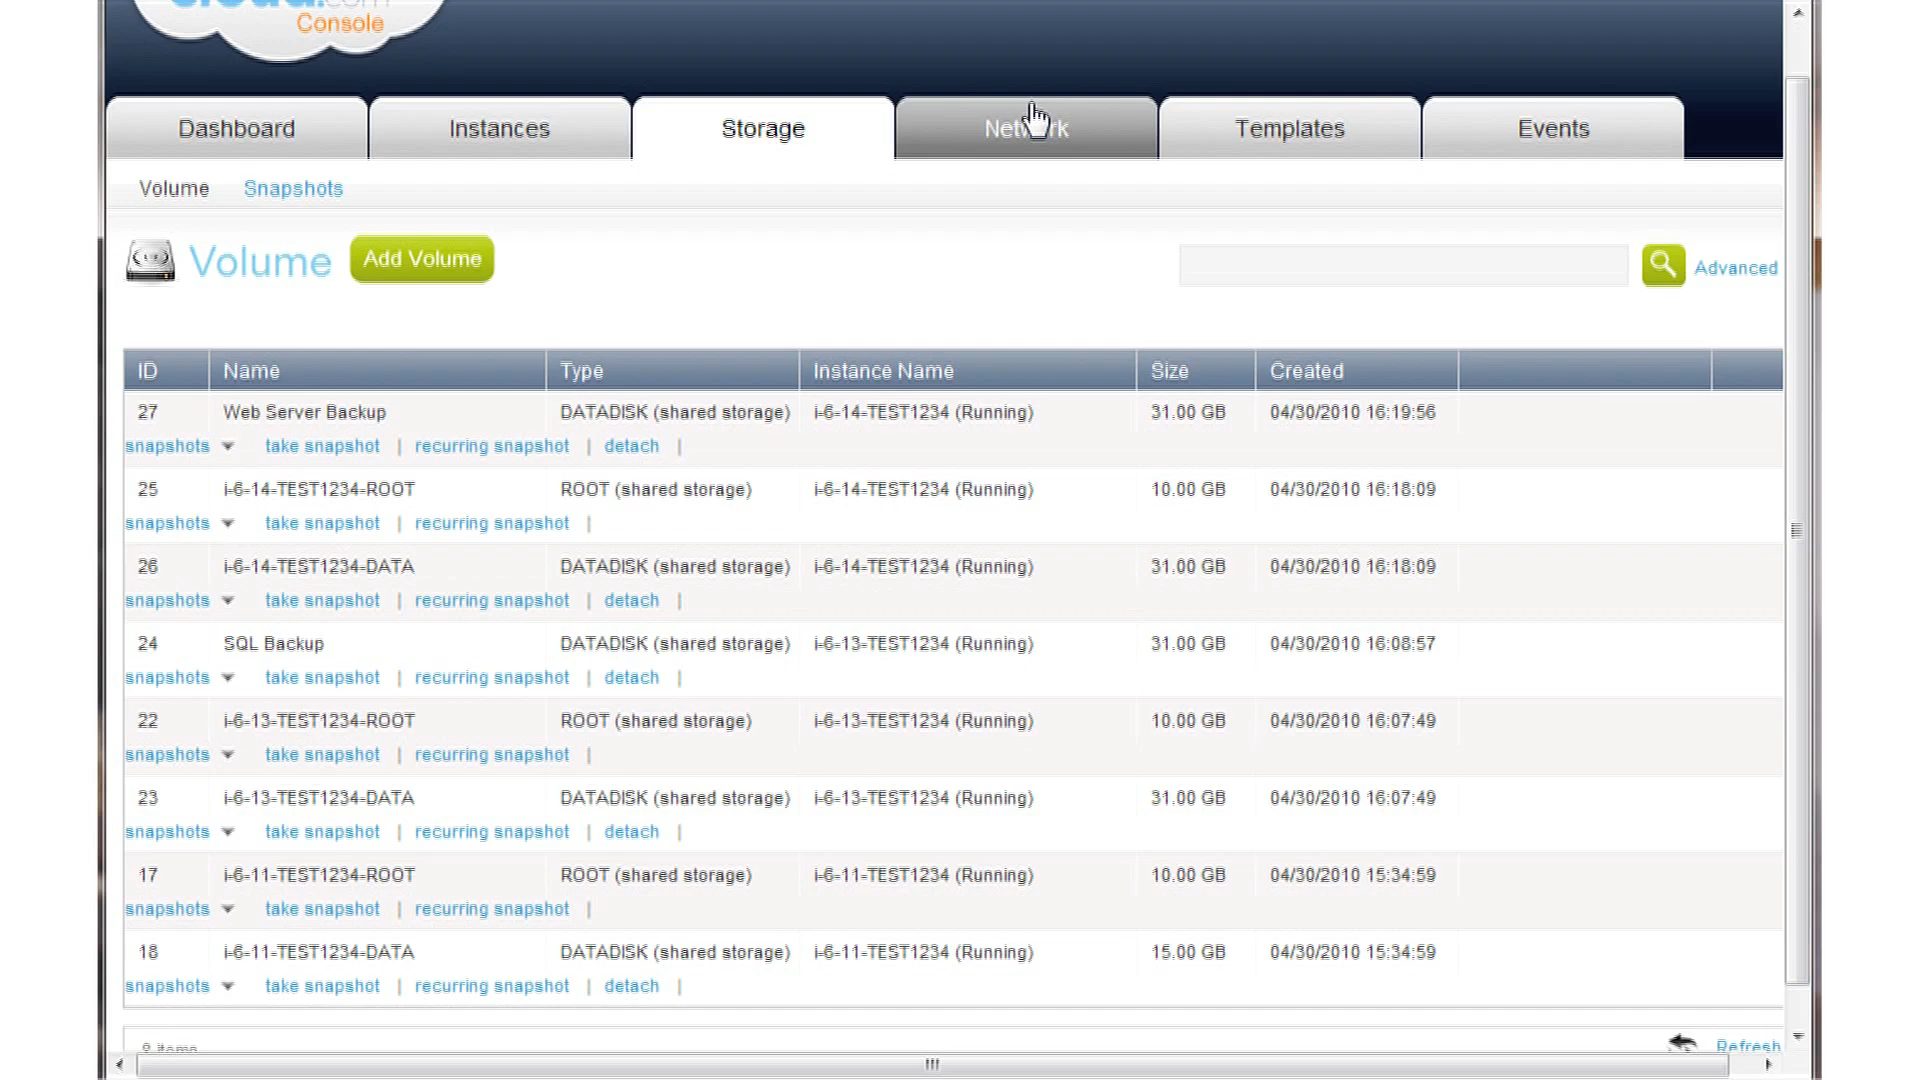 Console
Dashboard Instances Storage Network Templates Events
Volume Snapshots
Volume Add Volume Advanced
ID Name Type Instance Name Size Created
27 Web Server Backup DATADISK (shared storage) i-6-14-TEST1234 (Running) 31.00 GB 04/30/2010 16:19:56
snapshots take snapshot | recurring snapshot | detach |
25 i-6-14-TEST1234-ROOT ROOT (shared storage) i-6-14-TEST1234 (Running) 10.00 GB 04/30/2010 16:18:09
snapshots take snapshot | recurring snapshot |
26 i-6-14-TEST1234-DATA DATADISK (shared storage) i-6-14-TEST1234 (Running) 31.00 GB 04/30/2010 16:18:09
snapshots take snapshot | recurring snapshot | detach |
24 SQL Backup DATADISK (shared storage) i-6-13-TEST1234 (Running) 31.00 GB 04/30/2010 16:08:57
snapshots take snapshot | recurring snapshot | detach |
22 i-6-13-TEST1234-ROOT ROOT (shared storage) i-6-13-TEST1234 (Running) 10.00 GB 04/30/2010 16:07:49
snapshots take snapshot | recurring snapshot |
23 i-6-13-TEST1234-DATA DATADISK (shared storage) i-6-13-TEST1234 (Running) 31.00 GB 04/30/2010 16:07:49
snapshots take snapshot | recurring snapshot | detach |
17 i-6-11-TEST1234-ROOT ROOT (shared storage) i-6-11-TEST1234 (Running) 10.00 GB 04/30/2010 15:34:59
snapshots take snapshot | recurring snapshot |
18 i-6-11-TEST1234-DATA DATADISK (shared storage) i-6-11-TEST1234 (Running) 15.00 GB 04/30/2010 15:34:59
snapshots take snapshot | recurring snapshot | detach |
8 items Refresh